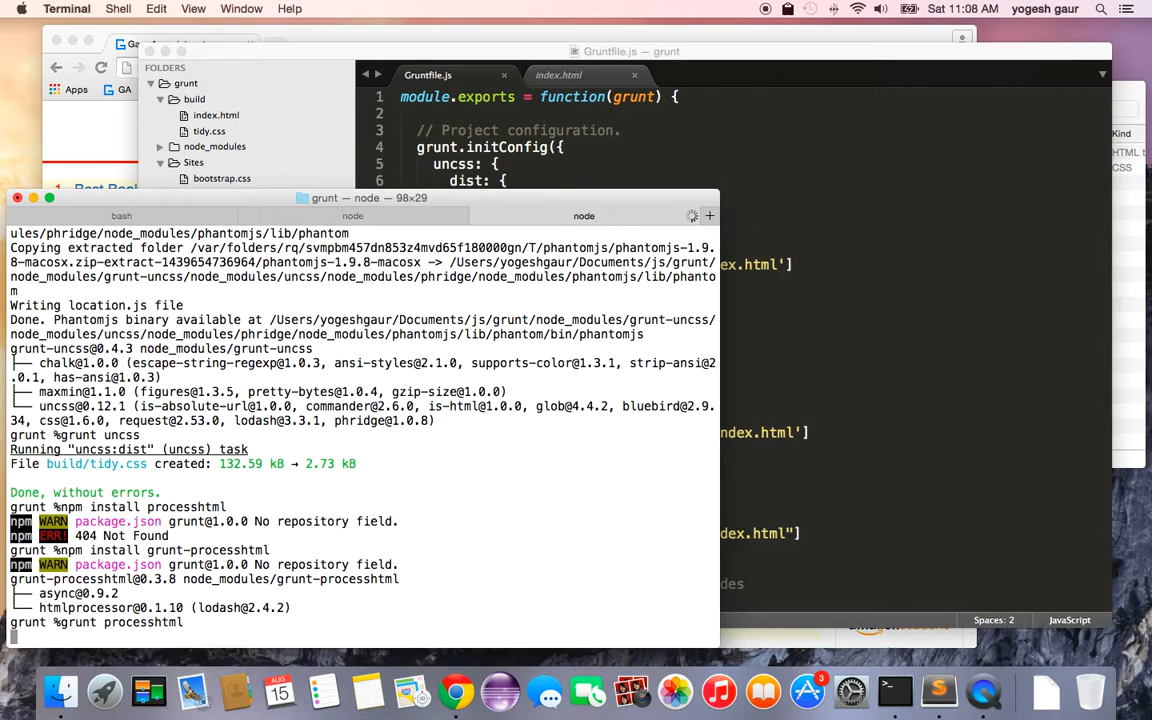 Terminal Shell Edit View Window Help Sat 11:08 AM yogesh gaur
Gruntfile.js — grunt
FOLDERS
Gruntfile.js × index.html ×
Apps GA
grunt
build
index.html
tidy.css
node_modules
Sites
bootstrap.css
Kind
HTML t
CSS
1 module.exports = function(grunt) {
2
3 // Project configuration.
4 grunt.initConfig({
5 uncss: {
6 dist: {
ex.html']
ndex.html']
dex.html"]
des
Spaces: 2 JavaScript
grunt — node — 98×29
bash node node
ules/phridge/node_modules/phantomjs/lib/phantom
Copying extracted folder /var/folders/rq/svmpbm457dn853z4mvd65f180000gn/T/phantomjs/phantomjs-1.9.
8-macosx.zip-extract-1439654736964/phantomjs-1.9.8-macosx -> /Users/yogeshgaur/Documents/js/grunt/
node_modules/grunt-uncss/node_modules/uncss/node_modules/phridge/node_modules/phantomjs/lib/phanto
m
Writing location.js file
Done. Phantomjs binary available at /Users/yogeshgaur/Documents/js/grunt/node_modules/grunt-uncss/
node_modules/uncss/node_modules/phridge/node_modules/phantomjs/lib/phantom/bin/phantomjs
grunt-uncss@0.4.3 node_modules/grunt-uncss
├── chalk@1.0.0 (escape-string-regexp@1.0.3, ansi-styles@2.1.0, supports-color@1.3.1, strip-ansi@2
.0.1, has-ansi@1.0.3)
├── maxmin@1.1.0 (figures@1.3.5, pretty-bytes@1.0.4, gzip-size@1.0.0)
└── uncss@0.12.1 (is-absolute-url@1.0.0, commander@2.6.0, is-html@1.0.0, glob@4.4.2, bluebird@2.9.
34, css@1.6.0, request@2.53.0, lodash@3.3.1, phridge@1.0.8)
grunt %grunt uncss
Running "uncss:dist" (uncss) task
File build/tidy.css created: 132.59 kB → 2.73 kB
Done, without errors.
grunt %npm install processhtml
npm WARN package.json grunt@1.0.0 No repository field.
npm ERR! 404 Not Found
grunt %npm install grunt-processhtml
npm WARN package.json grunt@1.0.0 No repository field.
grunt-processhtml@0.3.8 node_modules/grunt-processhtml
├── async@0.9.2
└── htmlprocessor@0.1.10 (lodash@2.4.2)
grunt %grunt processhtml
AUG
15
3